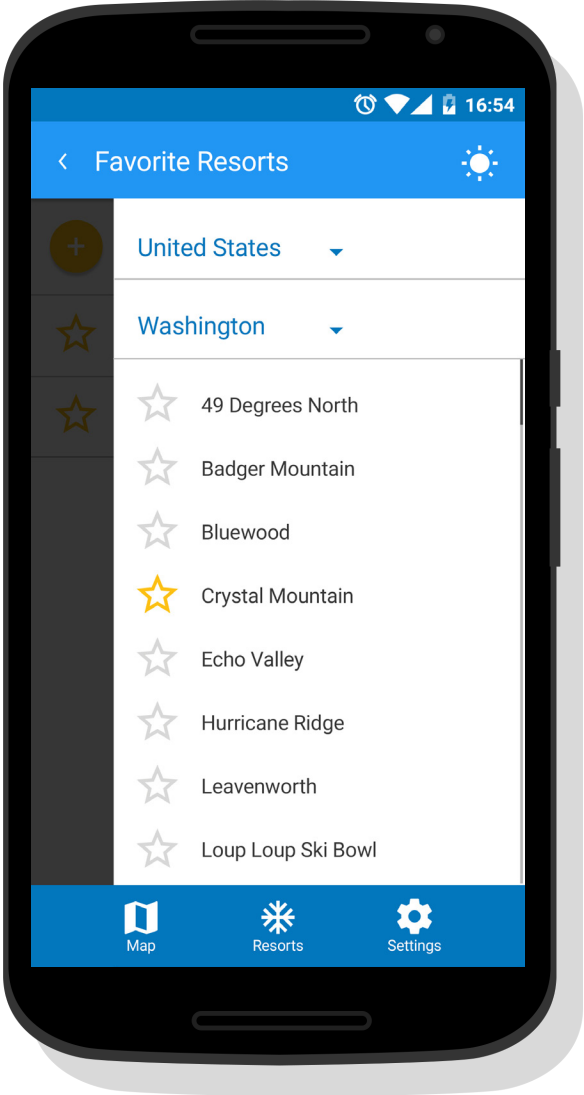 16:54
Favorite Resorts
United States
Washington
49 Degrees North
Badger Mountain
Bluewood
Crystal Mountain
Echo Valley
Hurricane Ridge
Leavenworth
Loup Loup Ski Bowl
Map Resorts Settings